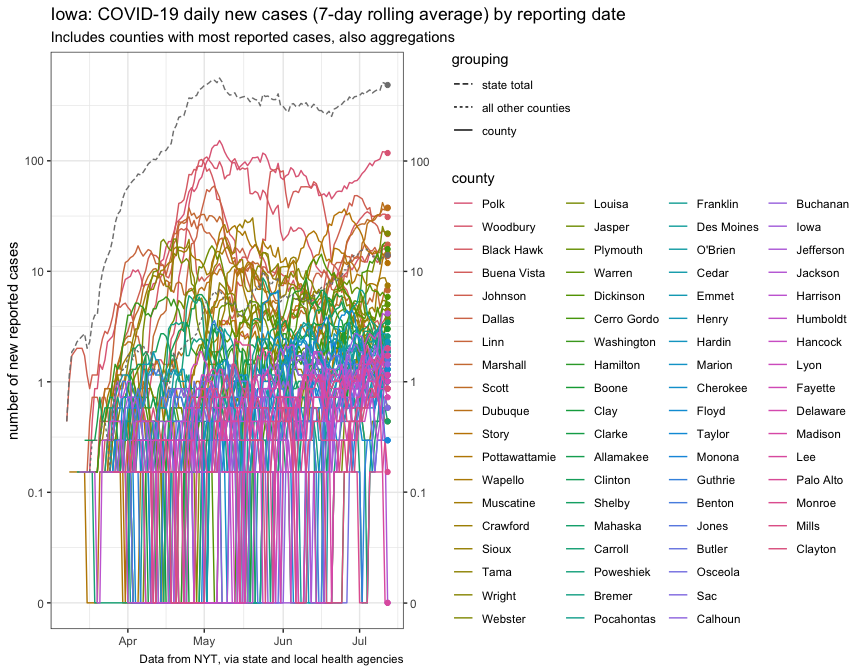 Iowa: COVID-19 daily new cases (7-day rolling average) by reporting date
Includes counties with most reported cases, also aggregations
number of new reported cases
100
10
1
0.1
0
100
10
1
0.1
0
Apr
May
Jun
Jul
Data from NYT, via state and local health agencies
grouping
state total
all other counties
county
county
Polk
Woodbury
Black Hawk
Buena Vista
Johnson
Dallas
Linn
Marshall
Scott
Dubuque
Story
Pottawattamie
Wapello
Muscatine
Crawford
Sioux
Tama
Wright
Webster
Louisa
Jasper
Plymouth
Warren
Dickinson
Cerro Gordo
Washington
Hamilton
Boone
Clay
Clarke
Allamakee
Clinton
Shelby
Mahaska
Carroll
Poweshiek
Bremer
Pocahontas
Franklin
Des Moines
O'Brien
Cedar
Emmet
Henry
Hardin
Marion
Cherokee
Floyd
Taylor
Monona
Guthrie
Benton
Jones
Butler
Osceola
Sac
Calhoun
Buchanan
Iowa
Jefferson
Jackson
Harrison
Humboldt
Hancock
Lyon
Fayette
Delaware
Madison
Lee
Palo Alto
Monroe
Mills
Clayton